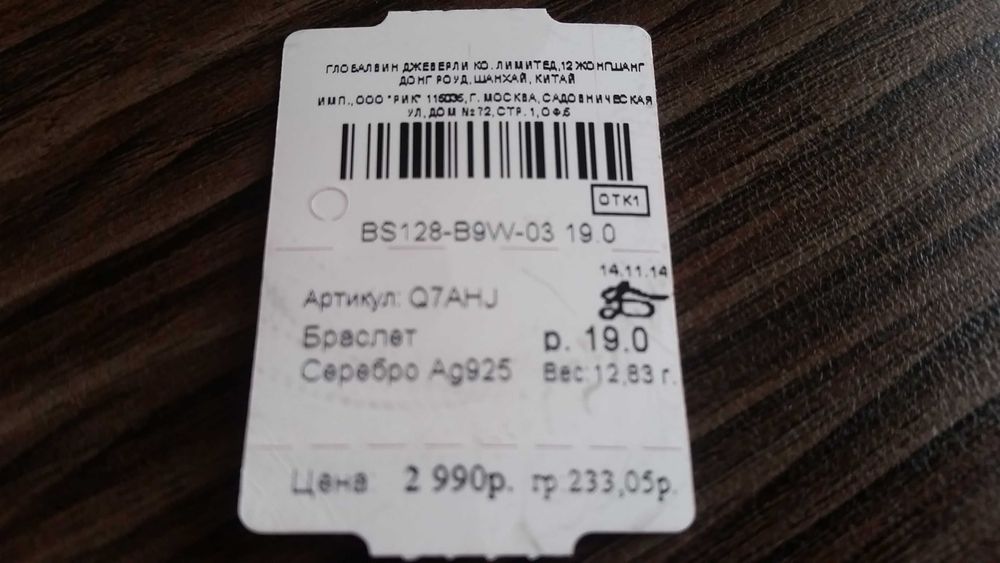 ГЛОБАЛВИН ДЖЕВЕРЛИ КО. ЛИМИТЕД, 12 ЖОНГШАНГ
ДОНГ РОУД, ШАНХАЙ, КИТАЙ
ИМП., ООО "РИК" 115035, Г. МОСКВА, САДОВНИЧЕСКАЯ
УЛ, ДОМ №72, СТР. 1, ОФ6
ОТК1
BS128-B9W-03 19.0
14.11.14
Артикул: Q7AHJ
Браслет р. 19.0
Серебро Ag925 Вес:12,83 г.
Цена: 2 990р. гр.233,05р.